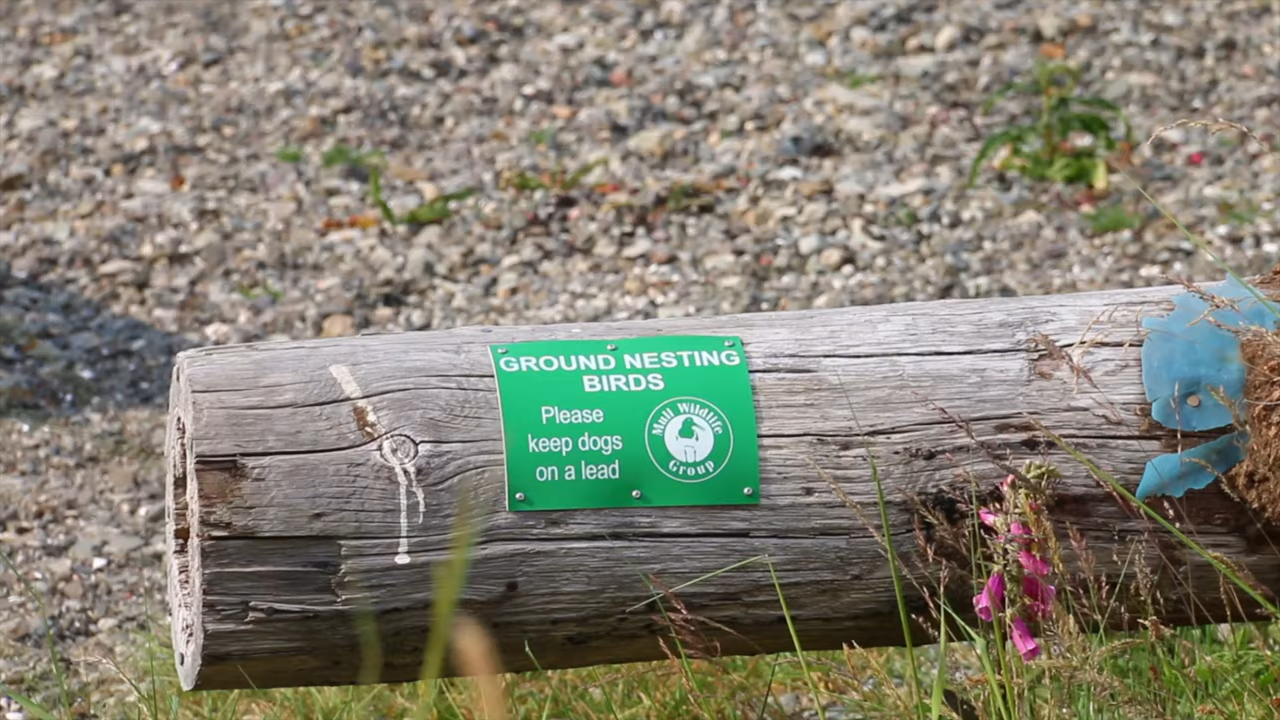 GROUND NESTING
BIRDS
Please
keep dogs
on a lead
Mull Wildlife
Group